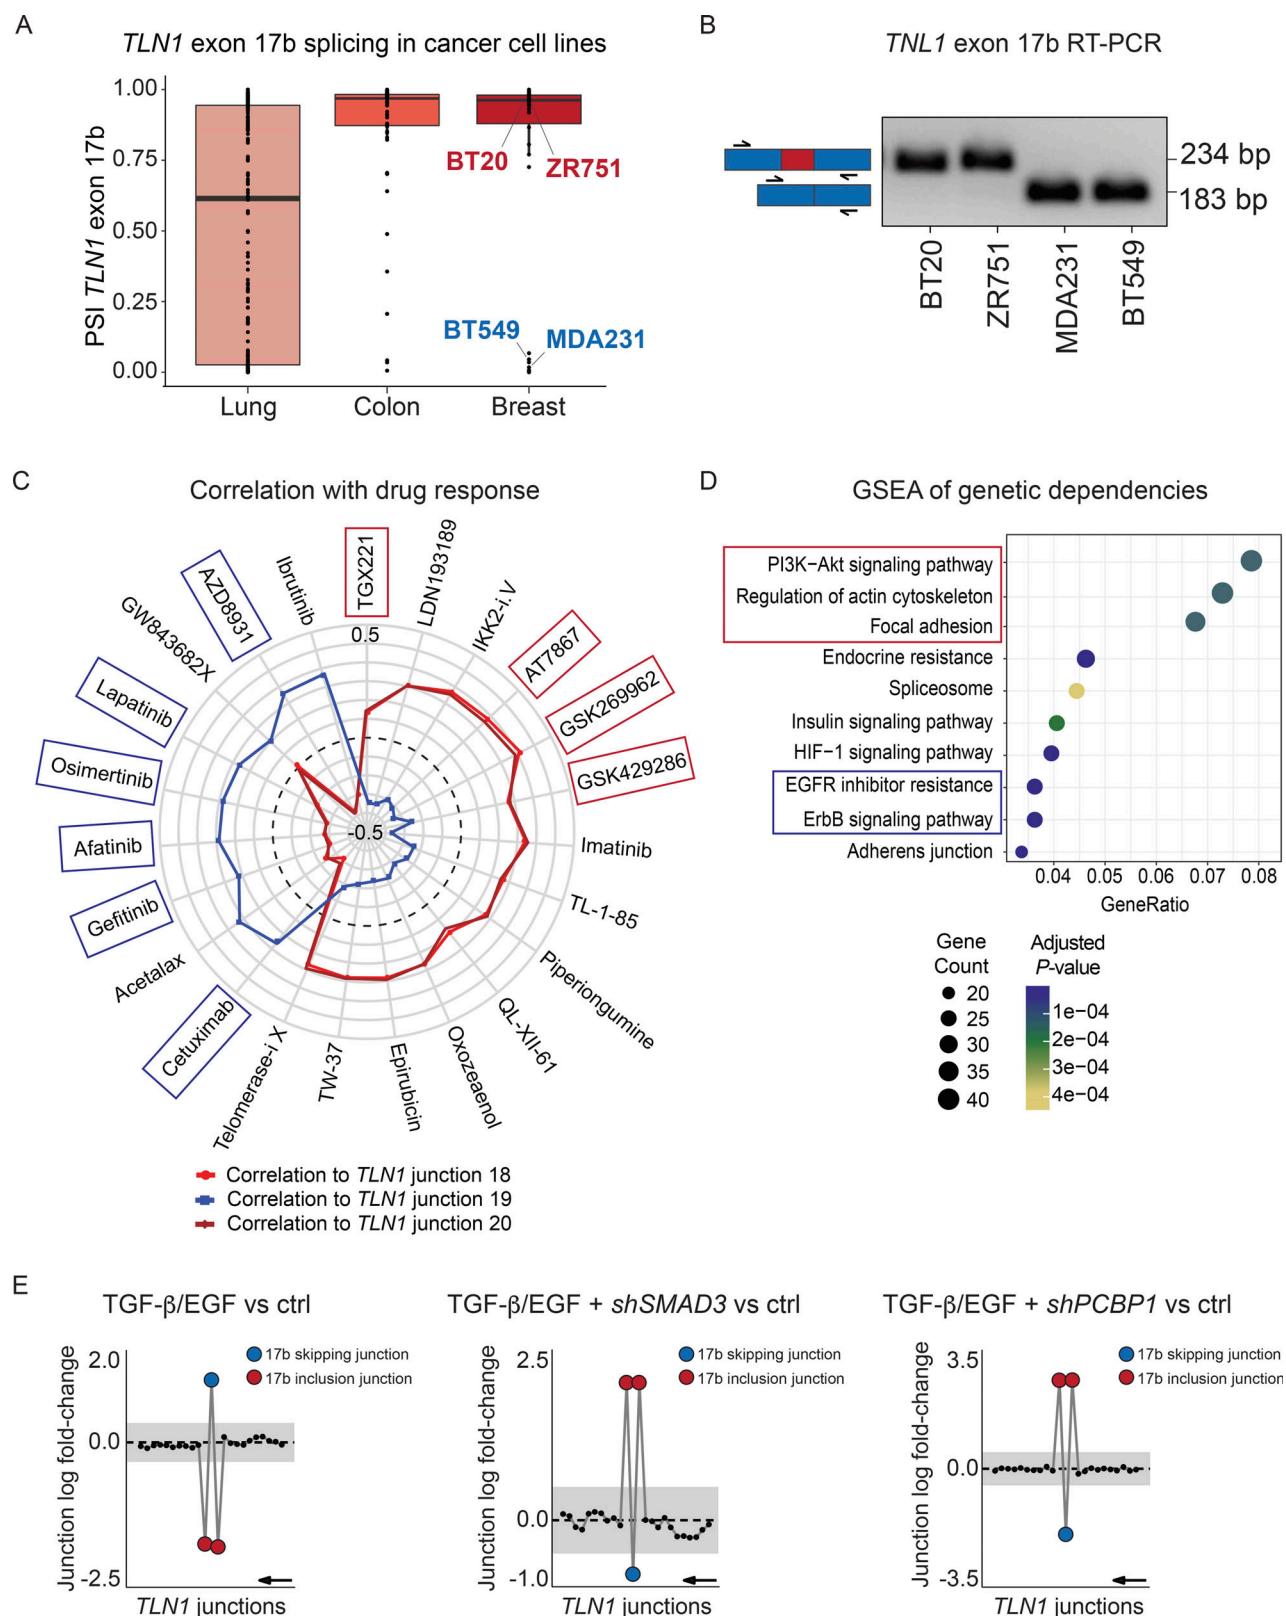 A
TLN1 exon 17b splicing in cancer cell lines
PSI TLN1 exon 17b
1.00
0.75
0.50
0.25
0.00
BT20
ZR751
BT549
MDA231
Lung
Colon
Breast
B
TNL1 exon 17b RT-PCR
234 bp
183 bp
BT20
ZR751
MDA231
BT549
C
Correlation with drug response
0.5
-0.5
TGX221
LDN193189
IKK2-i.V
AT7867
GSK269962
GSK429286
Imatinib
TL-1-85
Piperiongumine
QL-XII-61
Oxozeaenol
Epirubicin
TW-37
Telomerase-i X
Cetuximab
Acetalax
Gefitinib
Afatinib
Osimertinib
Lapatinib
GW843682X
AZD8931
Ibrutinib
Correlation to TLN1 junction 18
Correlation to TLN1 junction 19
Correlation to TLN1 junction 20
D
GSEA of genetic dependencies
PI3K−Akt signaling pathway
Regulation of actin cytoskeleton
Focal adhesion
Endocrine resistance
Spliceosome
Insulin signaling pathway
HIF−1 signaling pathway
EGFR inhibitor resistance
ErbB signaling pathway
Adherens junction
0.04 0.05 0.06 0.07 0.08
GeneRatio
Gene
Count
20
25
30
35
40
Adjusted
P-value
1e−04
2e−04
3e−04
4e−04
E
TGF-β/EGF vs ctrl
Junction log fold-change
2.0
0.0
-2.5
17b skipping junction
17b inclusion junction
TLN1 junctions
TGF-β/EGF + shSMAD3 vs ctrl
Junction log fold-change
2.5
0.0
-1.0
17b skipping junction
17b inclusion junction
TLN1 junctions
TGF-β/EGF + shPCBP1 vs ctrl
Junction log fold-change
3.5
0.0
-3.5
17b skipping junction
17b inclusion junction
TLN1 junctions